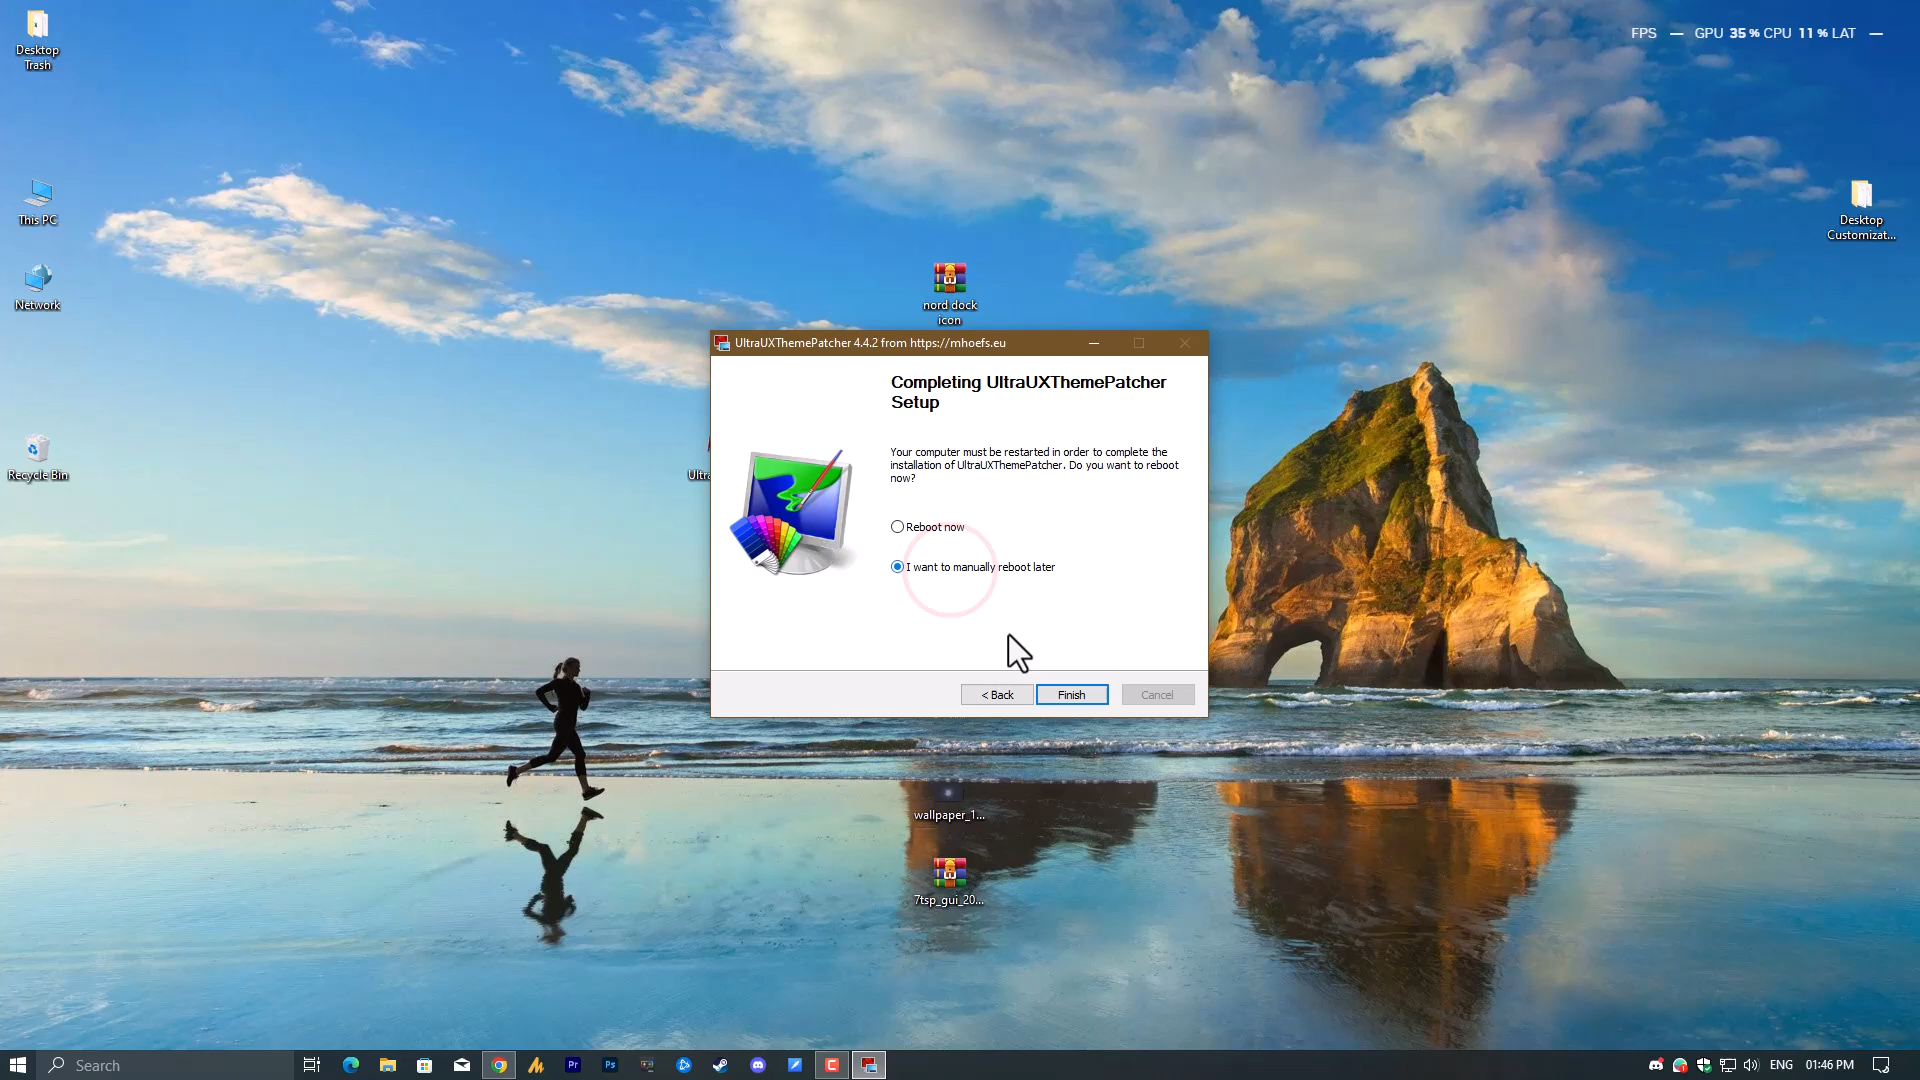 Desktop
Trash
FPS — GPU 35 % CPU 11 % LAT —
This PC
Desktop
Customizat...
Network
nord dock
icon
UltraUXThemePatcher 4.4.2 from https://mhoefs.eu
Completing UltraUXThemePatcher
Setup
Your computer must be restarted in order to complete the
installation of UltraUXThemePatcher. Do you want to reboot
now?
Recycle Bin
Ultra
Reboot now
I want to manually reboot later
< Back
Finish
Cancel
wallpaper_1...
7tsp_gui_20...
Search
Pr
Ps
ENG
01:46 PM